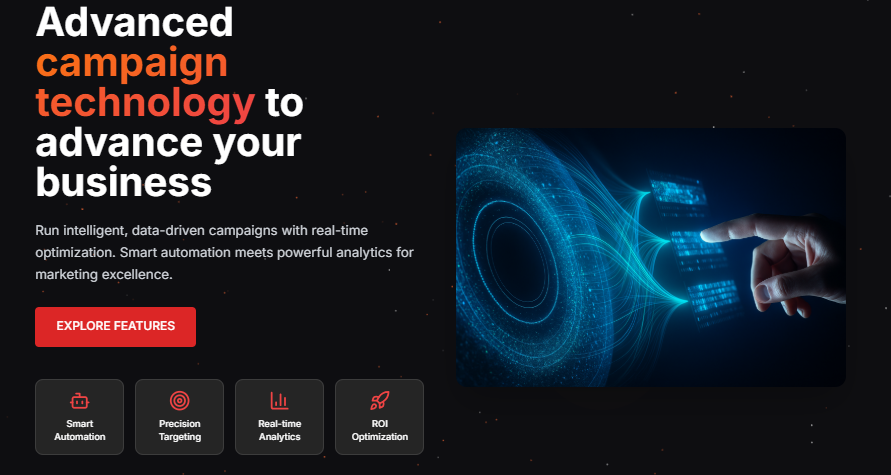 Advanced
campaign
technology to
advance your
business
Run intelligent, data-driven campaigns with real-time
optimization. Smart automation meets powerful analytics for
marketing excellence.
EXPLORE FEATURES
Smart
Automation
Precision
Targeting
Real-time
Analytics
ROI
Optimization